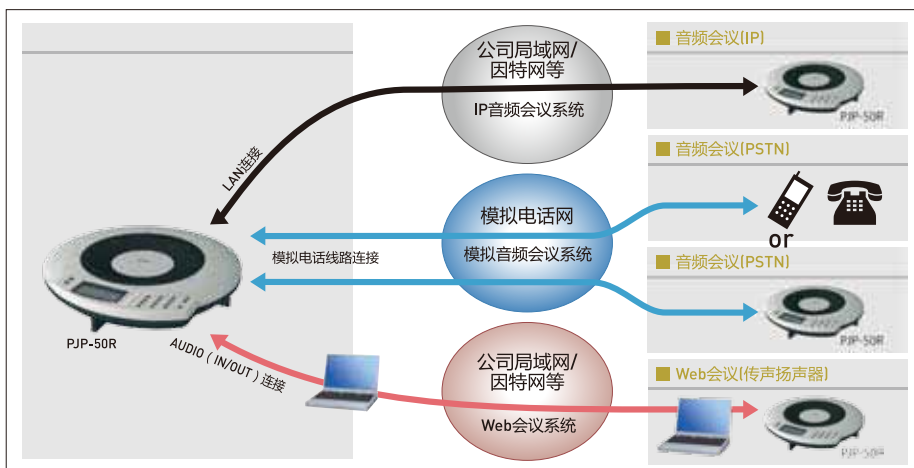 公司局域网/
因特网等
IP音频会议系统
■ 音频会议(IP)
PJP-50R
LAN连接
■ 音频会议(PSTN)
or
模拟电话网
模拟音频会议系统
模拟电话线路连接
■ 音频会议(PSTN)
PJP-50R
PJP-50R
AUDIO（IN/OUT）连接
公司局域网/
因特网等
Web会议系统
■ Web会议(传声扬声器)
PJP-50R